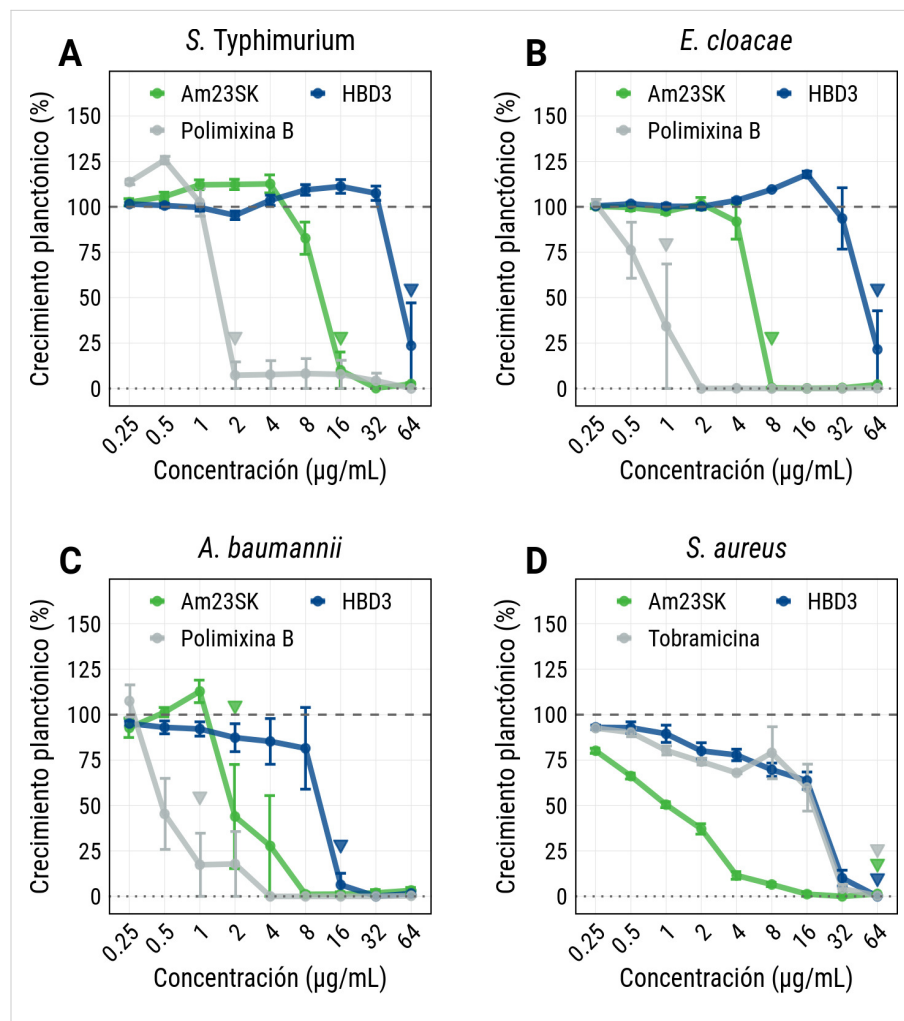 A
S. Typhimurium
Am23SK
HBD3
Polimixina B
Crecimiento planctónico (%)
150
125
100
75
50
25
0
0.25 0.5 1 2 4 8 16 32 64
Concentración (µg/mL)
B
E. cloacae
Am23SK
HBD3
Polimixina B
Crecimiento planctónico (%)
150
125
100
75
50
25
0
0.25 0.5 1 2 4 8 16 32 64
Concentración (µg/mL)
C
A. baumannii
Am23SK
HBD3
Polimixina B
Crecimiento planctónico (%)
150
125
100
75
50
25
0
0.25 0.5 1 2 4 8 16 32 64
Concentración (µg/mL)
D
S. aureus
Am23SK
HBD3
Tobramicina
Crecimiento planctónico (%)
150
125
100
75
50
25
0
0.25 0.5 1 2 4 8 16 32 64
Concentración (µg/mL)